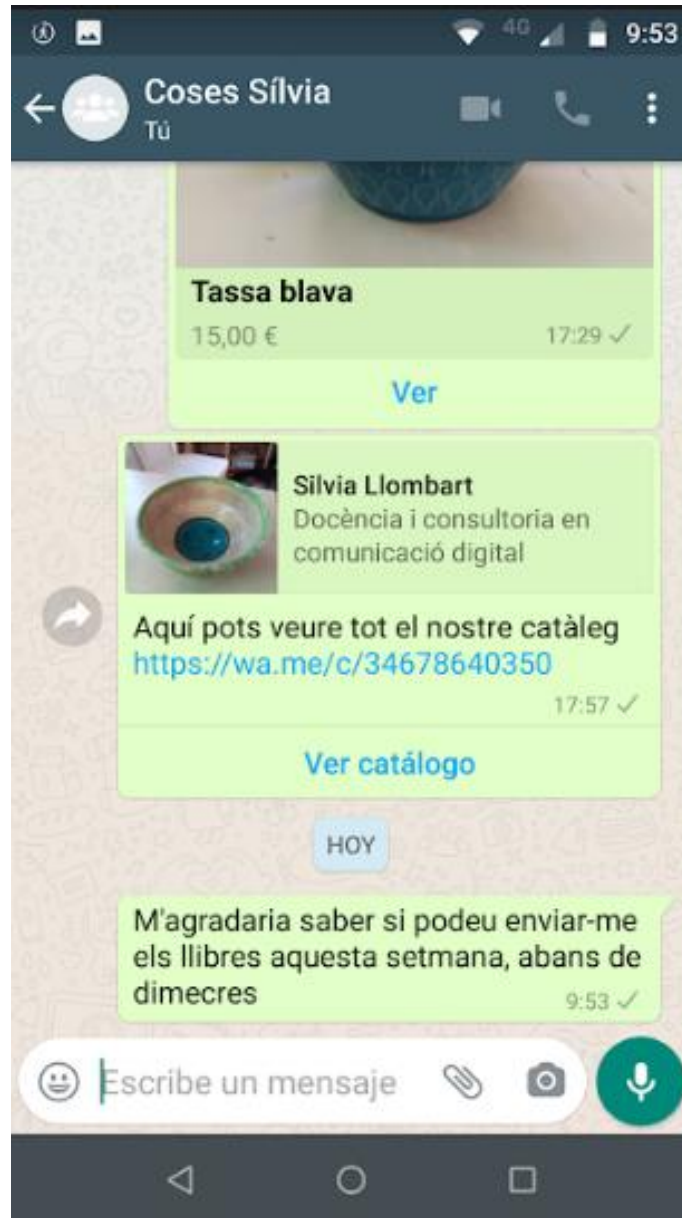 4G 9:53
Coses Sílvia
Tú
Tassa blava
15,00 € 17:29
Ver
Silvia Llombart
Docència i consultoria en
comunicació digital
Aquí pots veure tot el nostre catàleg
https://wa.me/c/34678640350
17:57
Ver catálogo
HOY
M'agradaria saber si podeu enviar-me
els llibres aquesta setmana, abans de
dimecres 9:53
Escribe un mensaje